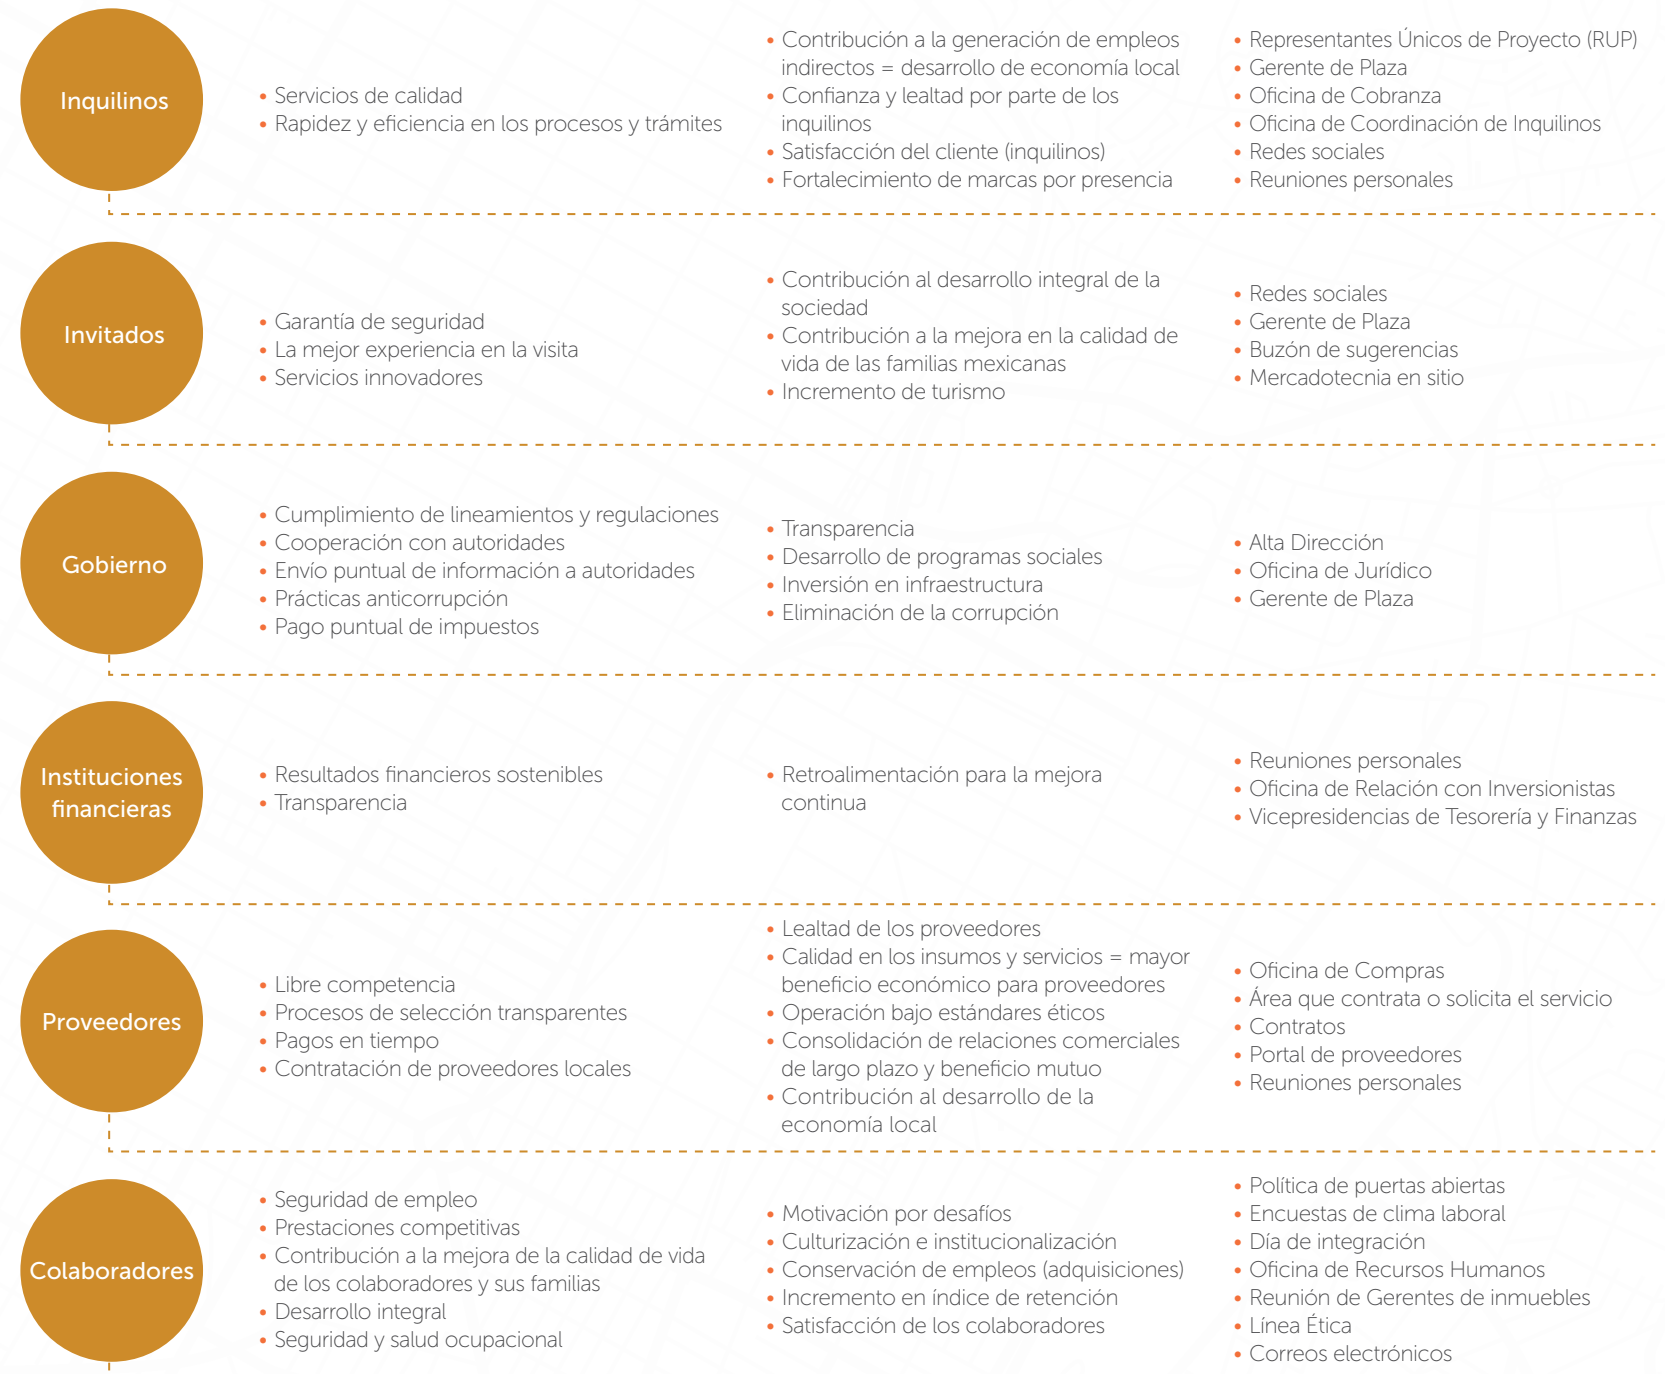 Inquilinos
• Servicios de calidad
• Rapidez y eficiencia en los procesos y trámites
• Contribución a la generación de empleos
indirectos = desarrollo de economía local
• Confianza y lealtad por parte de los
inquilinos
• Satisfacción del cliente (inquilinos)
• Fortalecimiento de marcas por presencia
• Representantes Únicos de Proyecto (RUP)
• Gerente de Plaza
• Oficina de Cobranza
• Oficina de Coordinación de Inquilinos
• Redes sociales
• Reuniones personales
Invitados
• Garantía de seguridad
• La mejor experiencia en la visita
• Servicios innovadores
• Contribución al desarrollo integral de la
sociedad
• Contribución a la mejora en la calidad de
vida de las familias mexicanas
• Incremento de turismo
• Redes sociales
• Gerente de Plaza
• Buzón de sugerencias
• Mercadotecnia en sitio
Gobierno
• Cumplimiento de lineamientos y regulaciones
• Cooperación con autoridades
• Envío puntual de información a autoridades
• Prácticas anticorrupción
• Pago puntual de impuestos
• Transparencia
• Desarrollo de programas sociales
• Inversión en infraestructura
• Eliminación de la corrupción
• Alta Dirección
• Oficina de Jurídico
• Gerente de Plaza
Instituciones
financieras
• Resultados financieros sostenibles
• Transparencia
• Retroalimentación para la mejora
continua
• Reuniones personales
• Oficina de Relación con Inversionistas
• Vicepresidencias de Tesorería y Finanzas
Proveedores
• Libre competencia
• Procesos de selección transparentes
• Pagos en tiempo
• Contratación de proveedores locales
• Lealtad de los proveedores
• Calidad en los insumos y servicios = mayor
beneficio económico para proveedores
• Operación bajo estándares éticos
• Consolidación de relaciones comerciales
de largo plazo y beneficio mutuo
• Contribución al desarrollo de la
economía local
• Oficina de Compras
• Área que contrata o solicita el servicio
• Contratos
• Portal de proveedores
• Reuniones personales
Colaboradores
• Seguridad de empleo
• Prestaciones competitivas
• Contribución a la mejora de la calidad de vida
de los colaboradores y sus familias
• Desarrollo integral
• Seguridad y salud ocupacional
• Motivación por desafíos
• Culturización e institucionalización
• Conservación de empleos (adquisiciones)
• Incremento en índice de retención
• Satisfacción de los colaboradores
• Política de puertas abiertas
• Encuestas de clima laboral
• Día de integración
• Oficina de Recursos Humanos
• Reunión de Gerentes de inmuebles
• Línea Ética
• Correos electrónicos